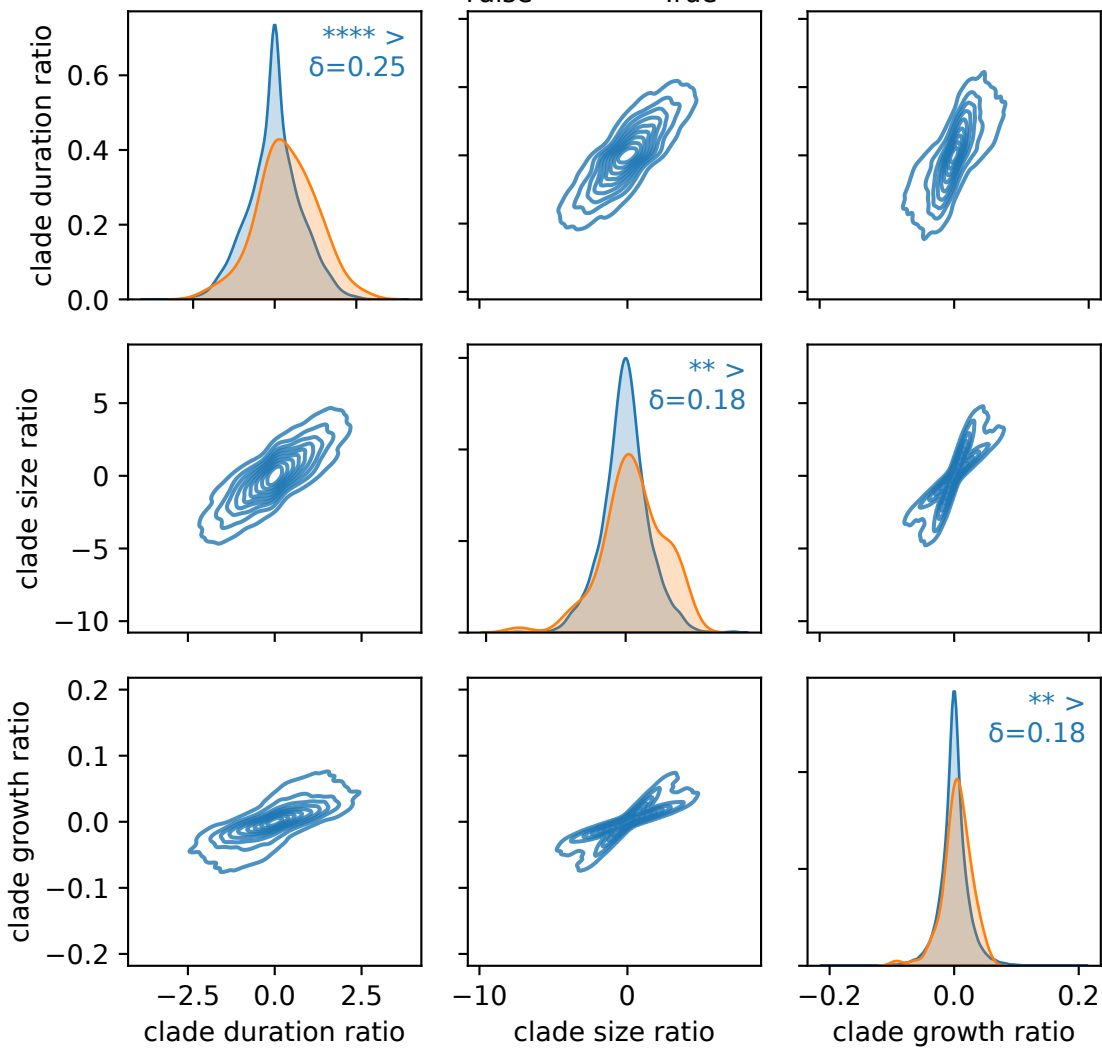 False True
clade duration ratio
0.6
0.4
0.2
0.0
**** >
δ=0.25
clade size ratio
5
0
−5
−10
** >
δ=0.18
clade growth ratio
0.2
0.1
0.0
−0.1
−0.2
** >
δ=0.18
−2.5 0.0 2.5
−10 0
−0.2 0.0 0.2
clade duration ratio
clade size ratio
clade growth ratio